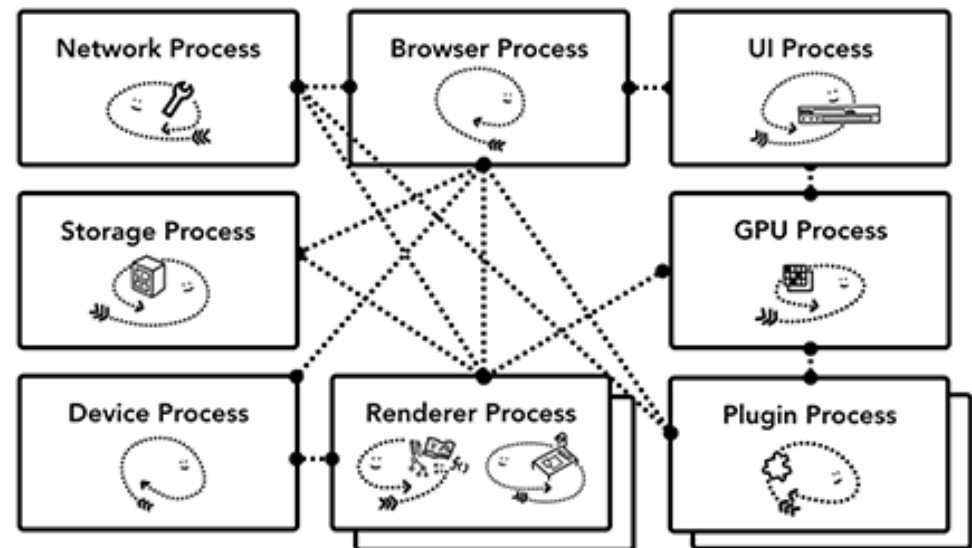 Network Process
Browser Process
UI Process
Storage Process
GPU Process
Device Process
Renderer Process
Plugin Process